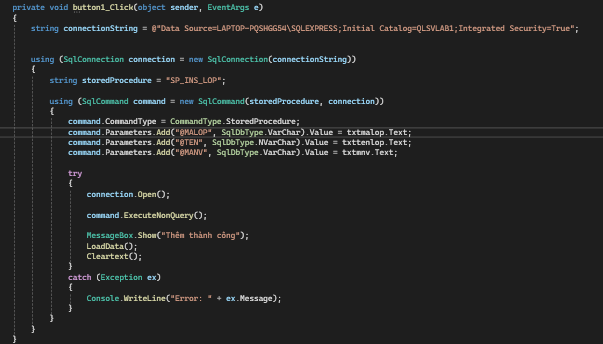 private void button1_Click(object sender, EventArgs e)
{
string connectionString = @"Data Source=LAPTOP-PQSHGG54\SQLEXPRESS;Initial Catalog=QLSVLAB1;Integrated Security=True";
using (SqlConnection connection = new SqlConnection(connectionString))
{
string storedProcedure = "SP_INS_LOP";
using (SqlCommand command = new SqlCommand(storedProcedure, connection))
{
command.CommandType = CommandType.StoredProcedure;
command.Parameters.Add("@MALOP", SqlDbType.VarChar).Value = txtmalop.Text;
command.Parameters.Add("@TEN", SqlDbType.NVarChar).Value = txttenlop.Text;
command.Parameters.Add("@MANV", SqlDbType.VarChar).Value = txtmnv.Text;
try
{
connection.Open();
command.ExecuteNonQuery();
MessageBox.Show("Thêm thành công");
LoadData();
Cleartext();
}
catch (Exception ex)
{
Console.WriteLine("Error: " + ex.Message);
}
}
}
}